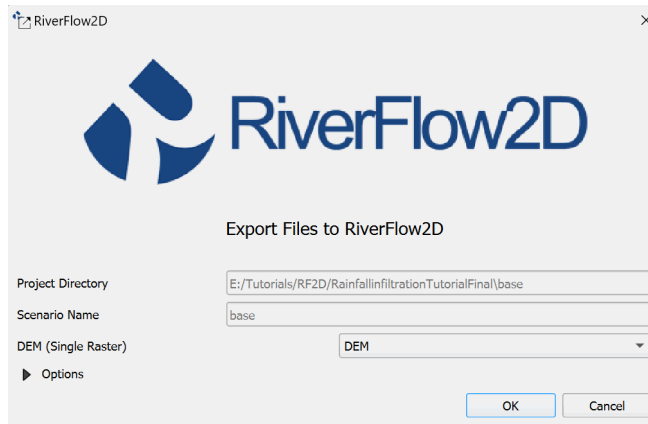 RiverFlow2D
RiverFlow2D
Export Files to RiverFlow2D
Project Directory E:/Tutorials/RF2D/RainfallinfiltrationTutorialFinal\base
Scenario Name base
DEM (Single Raster) DEM
Options
OK Cancel